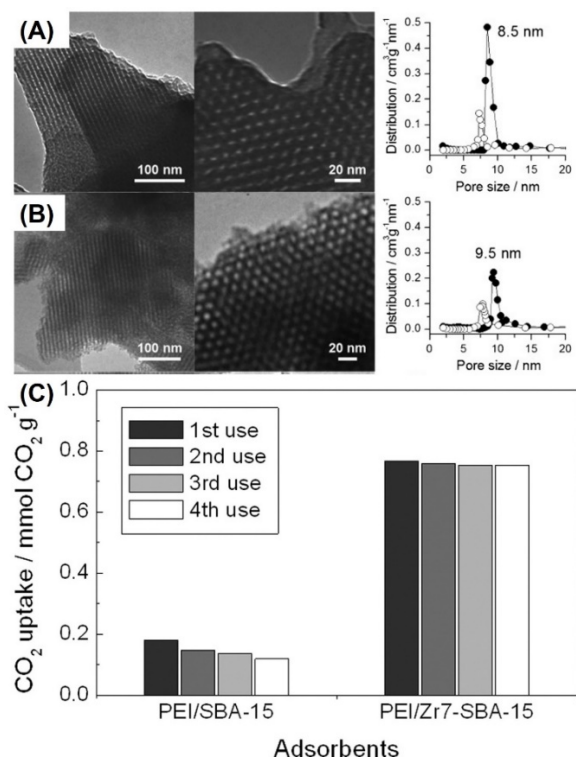 (A)
100 nm
20 nm
Distribution / cm³g⁻¹nm⁻¹
0.5
0.4
0.3
0.2
0.1
0.0
8.5 nm
0 5 10 15 20
Pore size / nm
(B)
100 nm
20 nm
Distribution / cm³g⁻¹nm⁻¹
0.5
0.4
0.3
0.2
0.1
0.0
9.5 nm
0 5 10 15 20
Pore size / nm
(C)
CO₂ uptake / mmol CO₂ g⁻¹
1.0
0.8
0.6
0.4
0.2
0.0
1st use
2nd use
3rd use
4th use
PEI/SBA-15 PEI/Zr7-SBA-15
Adsorbents